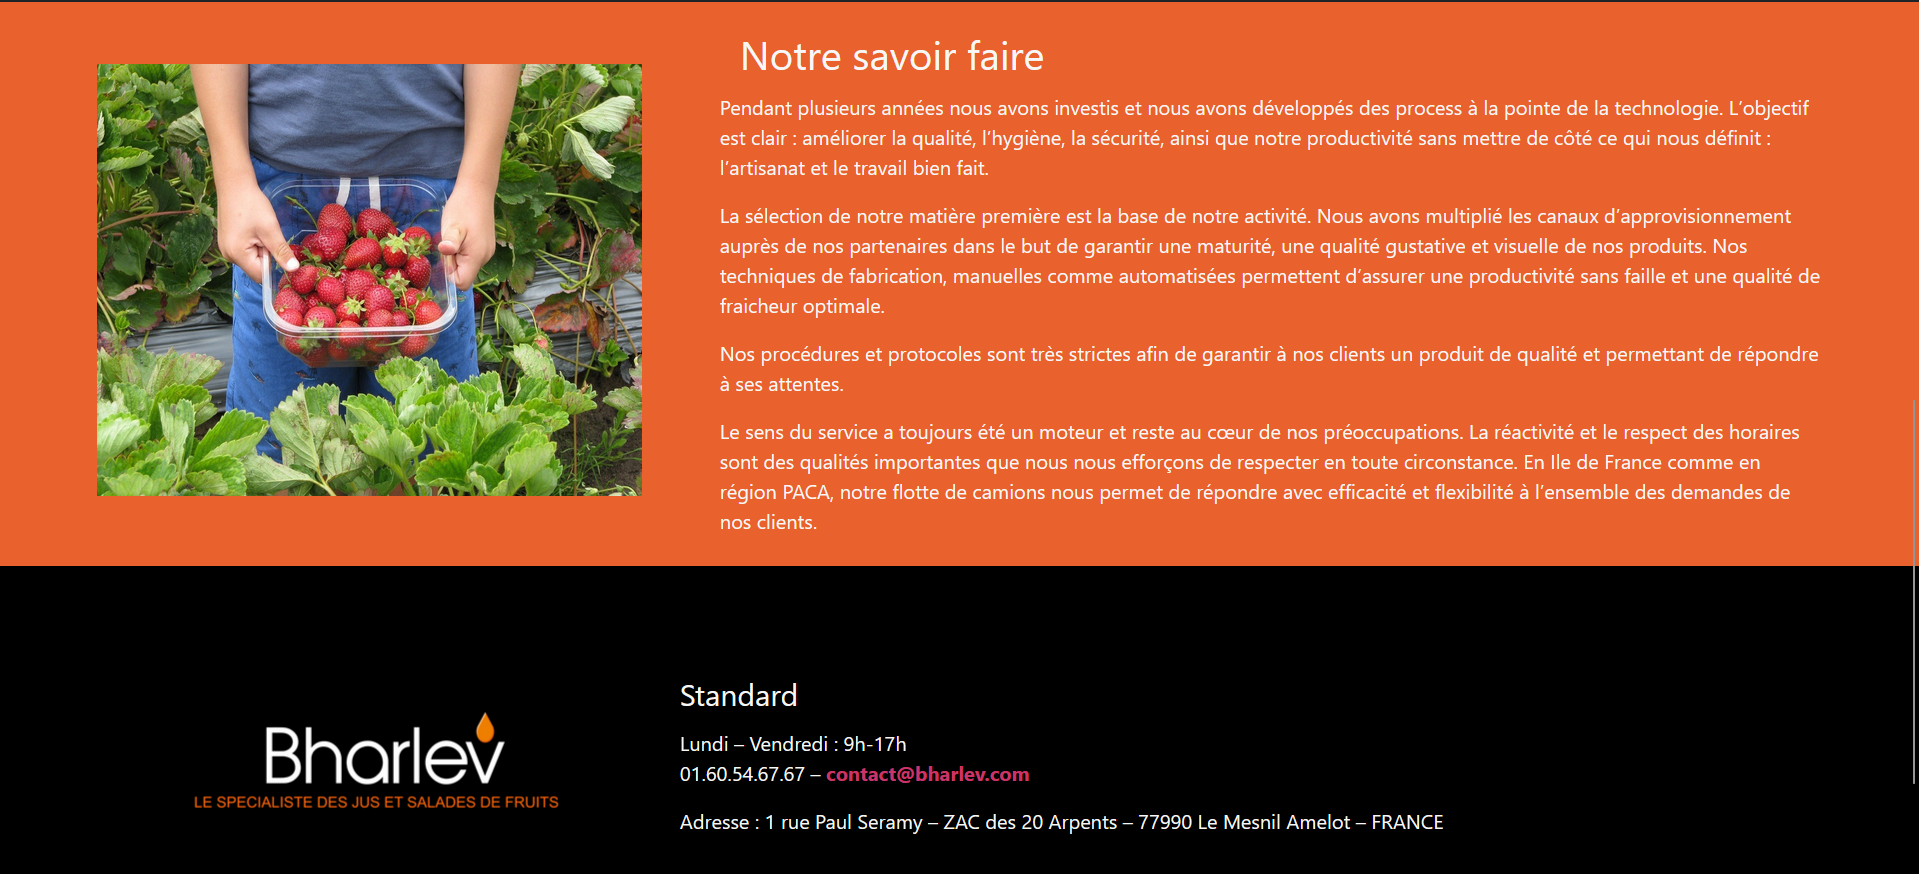 Notre savoir faire
Pendant plusieurs années nous avons investis et nous avons développés des process à la pointe de la technologie. L’objectif
est clair : améliorer la qualité, l’hygiène, la sécurité, ainsi que notre productivité sans mettre de côté ce qui nous définit :
l’artisanat et le travail bien fait.
La sélection de notre matière première est la base de notre activité. Nous avons multiplié les canaux d’approvisionnement
auprès de nos partenaires dans le but de garantir une maturité, une qualité gustative et visuelle de nos produits. Nos
techniques de fabrication, manuelles comme automatisées permettent d’assurer une productivité sans faille et une qualité de
fraicheur optimale.
Nos procédures et protocoles sont très strictes afin de garantir à nos clients un produit de qualité et permettant de répondre
à ses attentes.
Le sens du service a toujours été un moteur et reste au cœur de nos préoccupations. La réactivité et le respect des horaires
sont des qualités importantes que nous nous efforçons de respecter en toute circonstance. En Ile de France comme en
région PACA, notre flotte de camions nous permet de répondre avec efficacité et flexibilité à l’ensemble des demandes de
nos clients.
Bharlev
LE SPECIALISTE DES JUS ET SALADES DE FRUITS
Standard
Lundi – Vendredi : 9h-17h
01.60.54.67.67 – contact@bharlev.com
Adresse : 1 rue Paul Seramy – ZAC des 20 Arpents – 77990 Le Mesnil Amelot – FRANCE